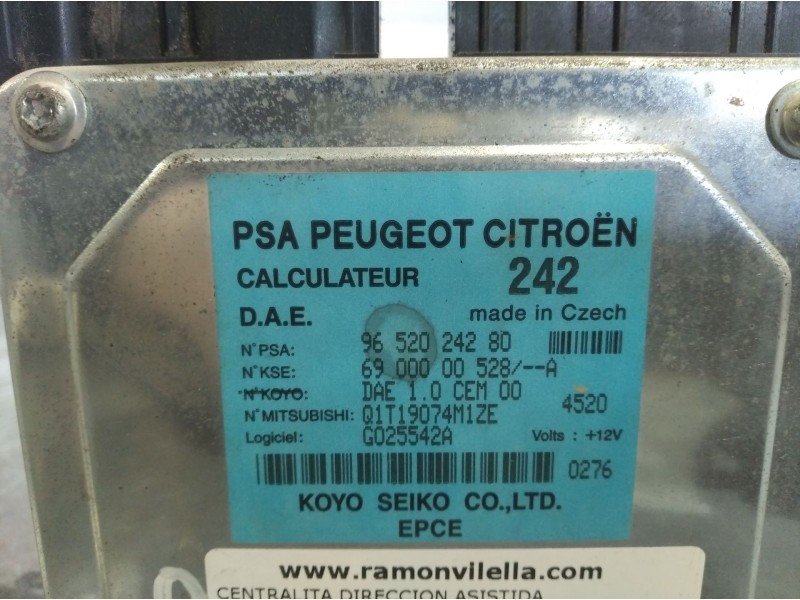 PSA PEUGEOT CITROËN
CALCULATEUR 242
D.A.E. made in Czech
N° PSA: 96 520 242 80
N° KSE: 69 000 00 528/--A
N° KOYO: DAE 1.0 CEM 00
N° MITSUBISHI: Q1T19074M1ZE 4520
Logiciel: G025542A Volts : +12V
0276
KOYO SEIKO CO.,LTD.
EPCE
www.ramonvilella.com
CENTRALITA DIRECCION ASISTIDA